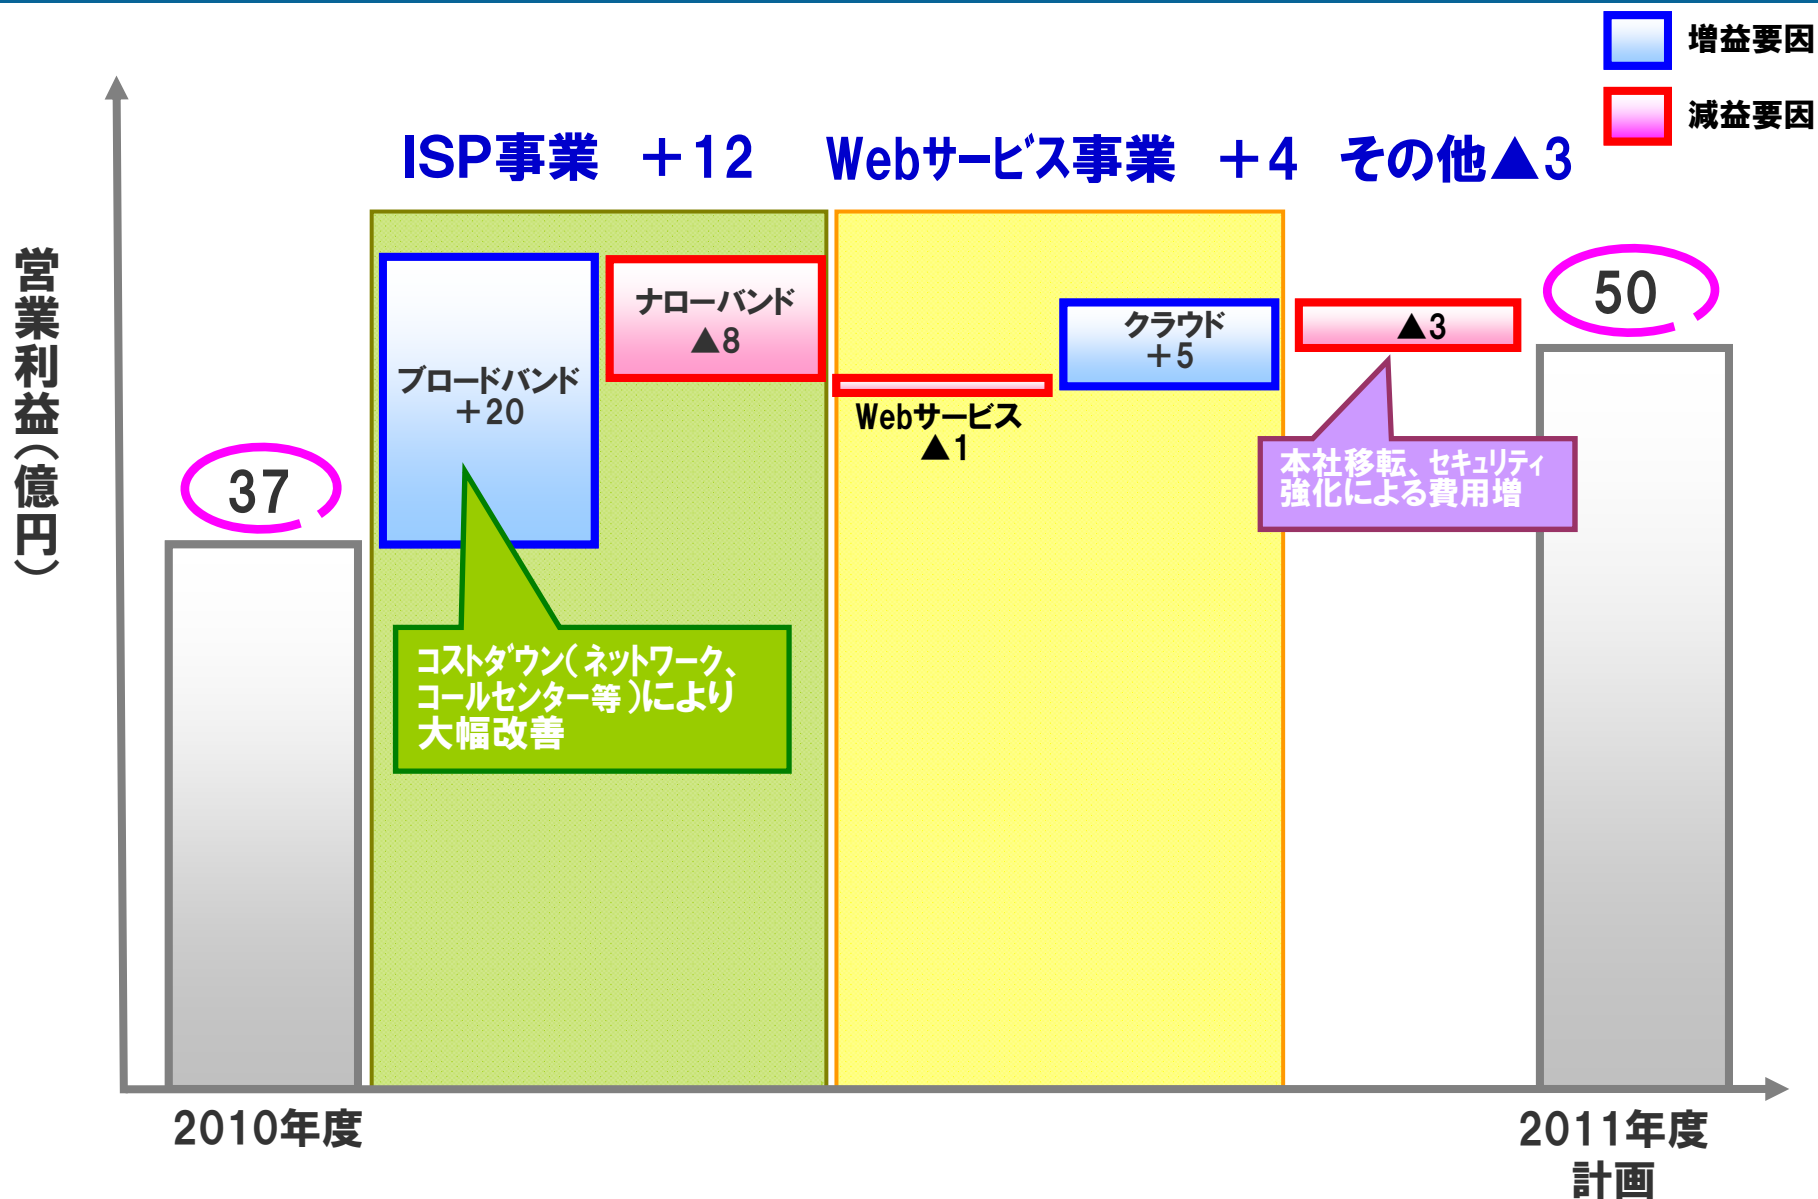 増益要因
減益要因
ISP事業 ＋12 Webサービス事業 ＋4 その他▲3
営業利益(億円)
37
ブロードバンド
＋20
ナローバンド
▲8
Webサービス
▲1
クラウド
＋5
▲3
50
コストダウン(ネットワーク、
コールセンター等)により
大幅改善
本社移転、セキュリティ
強化による費用増
2010年度
2011年度
計画